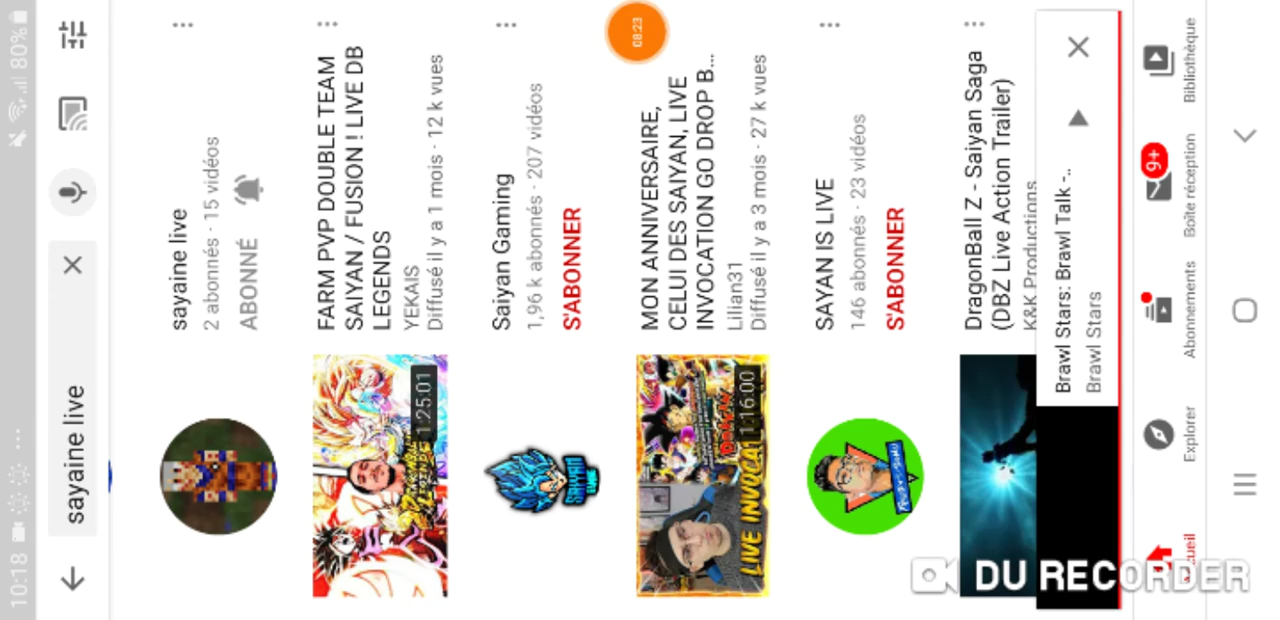 10:18
80%
sayaine live
sayaine live
2 abonnés · 15 vidéos
ABONNÉ
1:25:01
FARM PVP DOUBLE TEAM
SAIYAN / FUSION ! LIVE DB
LEGENDS
YEKAIS
Diffusé il y a 1 mois · 12 k vues
Saiyan Gaming
1,96 k abonnés · 207 vidéos
S'ABONNER
08:23
LIVE INVOCAT
1:16:00
MON ANNIVERSAIRE,
CELUI DES SAIYAN, LIVE
INVOCATION GO DROP B...
Lilian31
Diffusé il y a 3 mois · 27 k vues
SAYAN IS LIVE
146 abonnés · 23 vidéos
S'ABONNER
DragonBall Z - Saiyan Saga
(DBZ Live Action Trailer)
K&K Productions
Brawl Stars: Brawl Talk -..
Brawl Stars
Accueil
Explorer
Abonnements
9+
Boîte réception
Bibliothèque
DU RECORDER